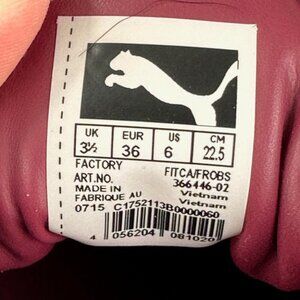 UK EUR US CM
3½ 36 6 22.5
FACTORY FITCA/FROBS
ART.NO. 366446-02
MADE IN Vietnam
FABRIQUE AU Vietnam
0715 C1752113B0000060
4 056204 081020